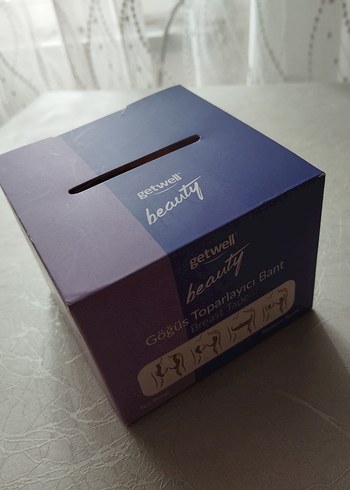 getwell
beauty
getwell
beauty
Göğüs Toparlayıcı Bant
Breast Tape